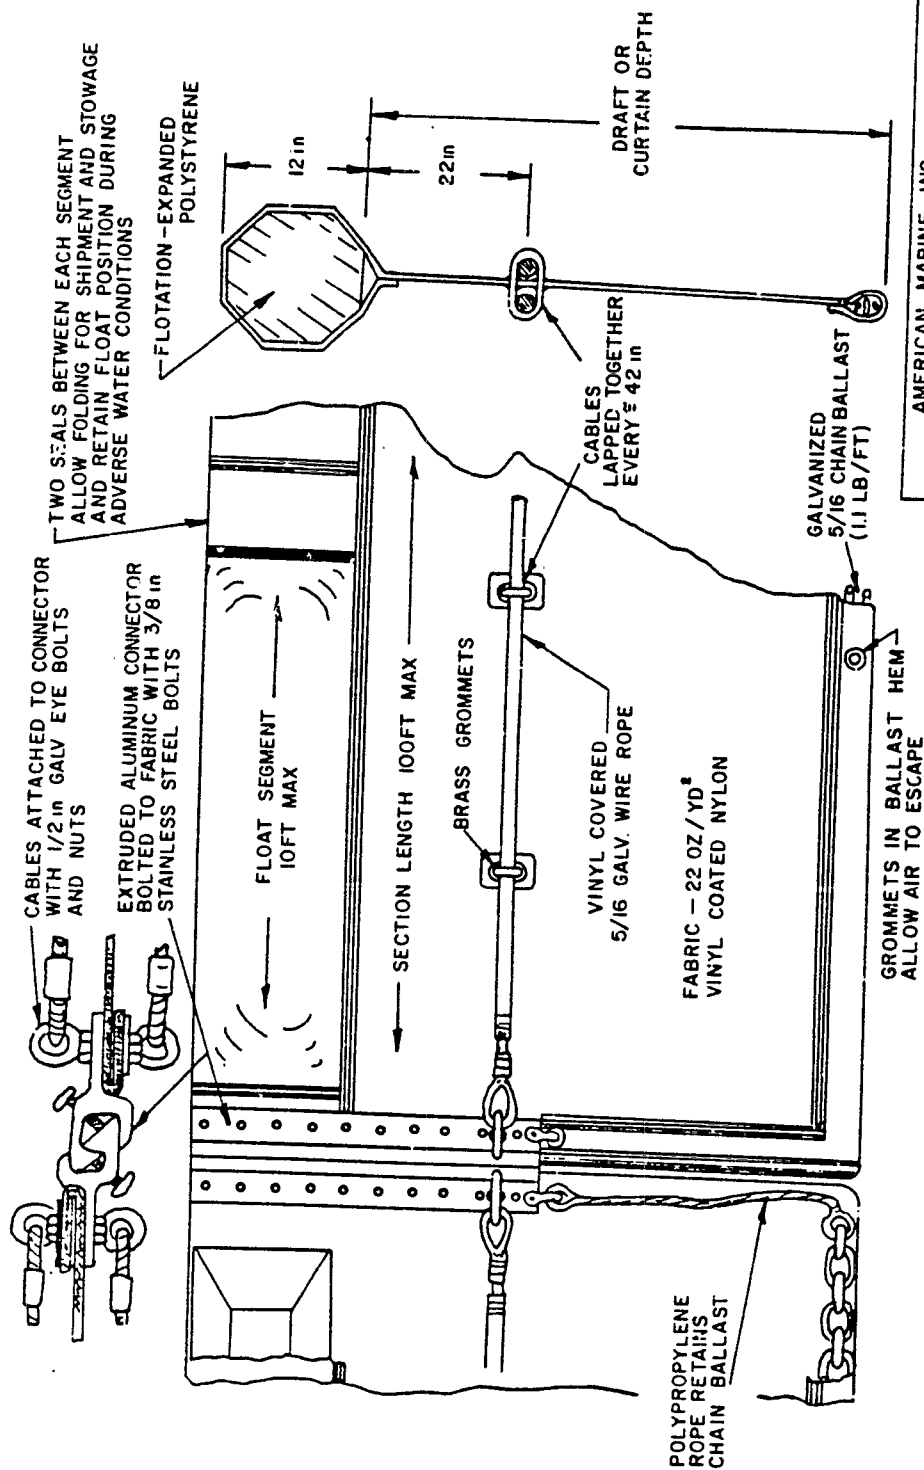 CABLES ATTACHED TO CONNECTOR
WITH 1/2 in GALV EYE BOLTS
AND NUTS
EXTRUDED ALUMINUM CONNECTOR
BOLTED TO FABRIC WITH 3/8 in
STAINLESS STEEL BOLTS
TWO SEALS BETWEEN EACH SEGMENT
ALLOW FOLDING FOR SHIPMENT AND STOWAGE
AND RETAIN FLOAT POSITION DURING
ADVERSE WATER CONDITIONS
FLOTATION-EXPANDED
POLYSTYRENE
12 in
22 in
DRAFT OR
CURTAIN DEPTH
FLOAT SEGMENT
10FT MAX
SECTION LENGTH 100FT MAX
BRASS GROMMETS
CABLES
LAPPED TOGETHER
EVERY ≅ 42 in
VINYL COVERED
5/16 GALV. WIRE ROPE
FABRIC — 22 OZ/YD²
VINYL COATED NYLON
GALVANIZED
5/16 CHAIN BALLAST
(1.1 LB/FT)
POLYPROPYLENE
ROPE RETAINS
CHAIN BALLAST
GROMMETS IN BALLAST HEM-
ALLOW AIR TO ESCAPE
AMERICAN MARINE, INC.